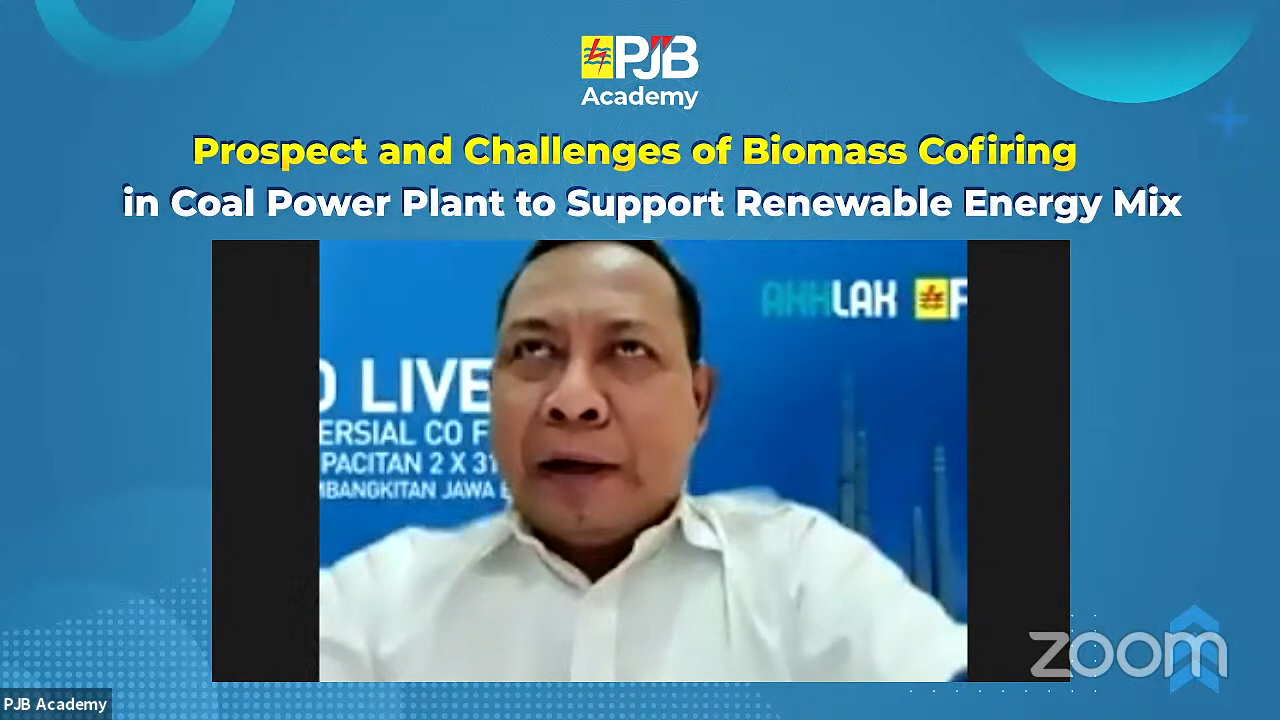 PJB
Academy
Prospect and Challenges of Biomass Cofiring
in Coal Power Plant to Support Renewable Energy Mix
AKHLAK
LIVE
ERSIAL CO F
PACITAN 2 X 31
MBANGKITAN JAWA B
zoom
PJB Academy